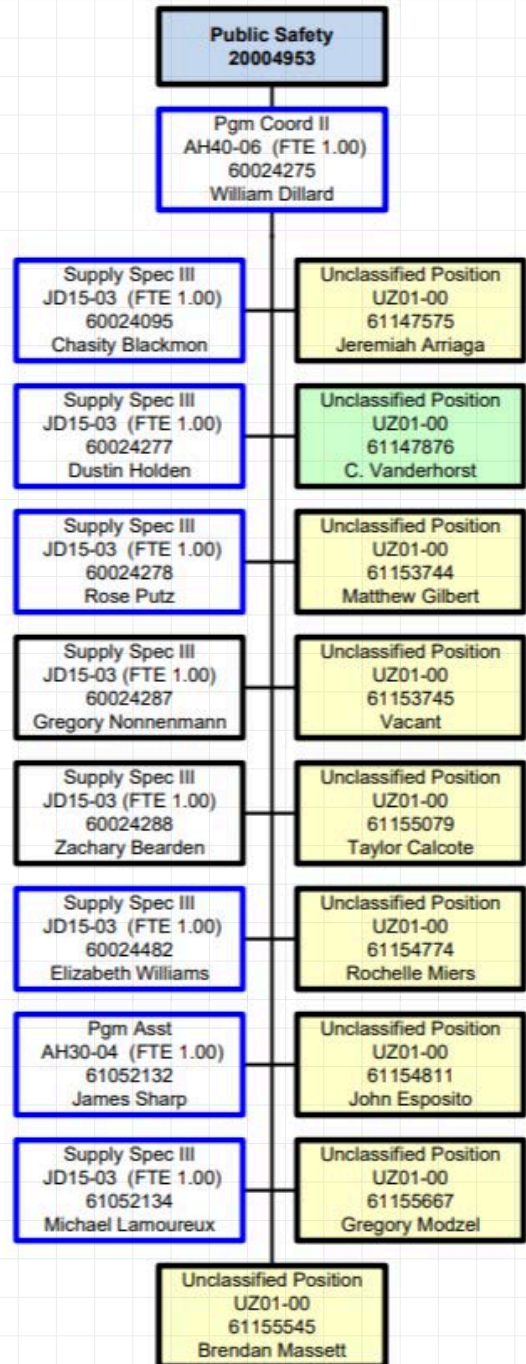 Public Safety
20004953
Pgm Coord II
AH40-06 (FTE 1.00)
60024275
William Dillard
Supply Spec III
JD15-03 (FTE 1.00)
60024095
Chasity Blackmon
Unclassified Position
UZ01-00
61147575
Jeremiah Arriaga
Supply Spec III
JD15-03 (FTE 1.00)
60024277
Dustin Holden
Unclassified Position
UZ01-00
61147876
C. Vanderhorst
Supply Spec III
JD15-03 (FTE 1.00)
60024278
Rose Putz
Unclassified Position
UZ01-00
61153744
Matthew Gilbert
Supply Spec III
JD15-03 (FTE 1.00)
60024287
Gregory Nonnenmann
Unclassified Position
UZ01-00
61153745
Vacant
Supply Spec III
JD15-03 (FTE 1.00)
60024288
Zachary Bearden
Unclassified Position
UZ01-00
61155079
Taylor Calcote
Supply Spec III
JD15-03 (FTE 1.00)
60024482
Elizabeth Williams
Unclassified Position
UZ01-00
61154774
Rochelle Miers
Pgm Asst
AH30-04 (FTE 1.00)
61052132
James Sharp
Unclassified Position
UZ01-00
61154811
John Esposito
Supply Spec III
JD15-03 (FTE 1.00)
61052134
Michael Lamoureux
Unclassified Position
UZ01-00
61155667
Gregory Modzel
Unclassified Position
UZ01-00
61155545
Brendan Massett